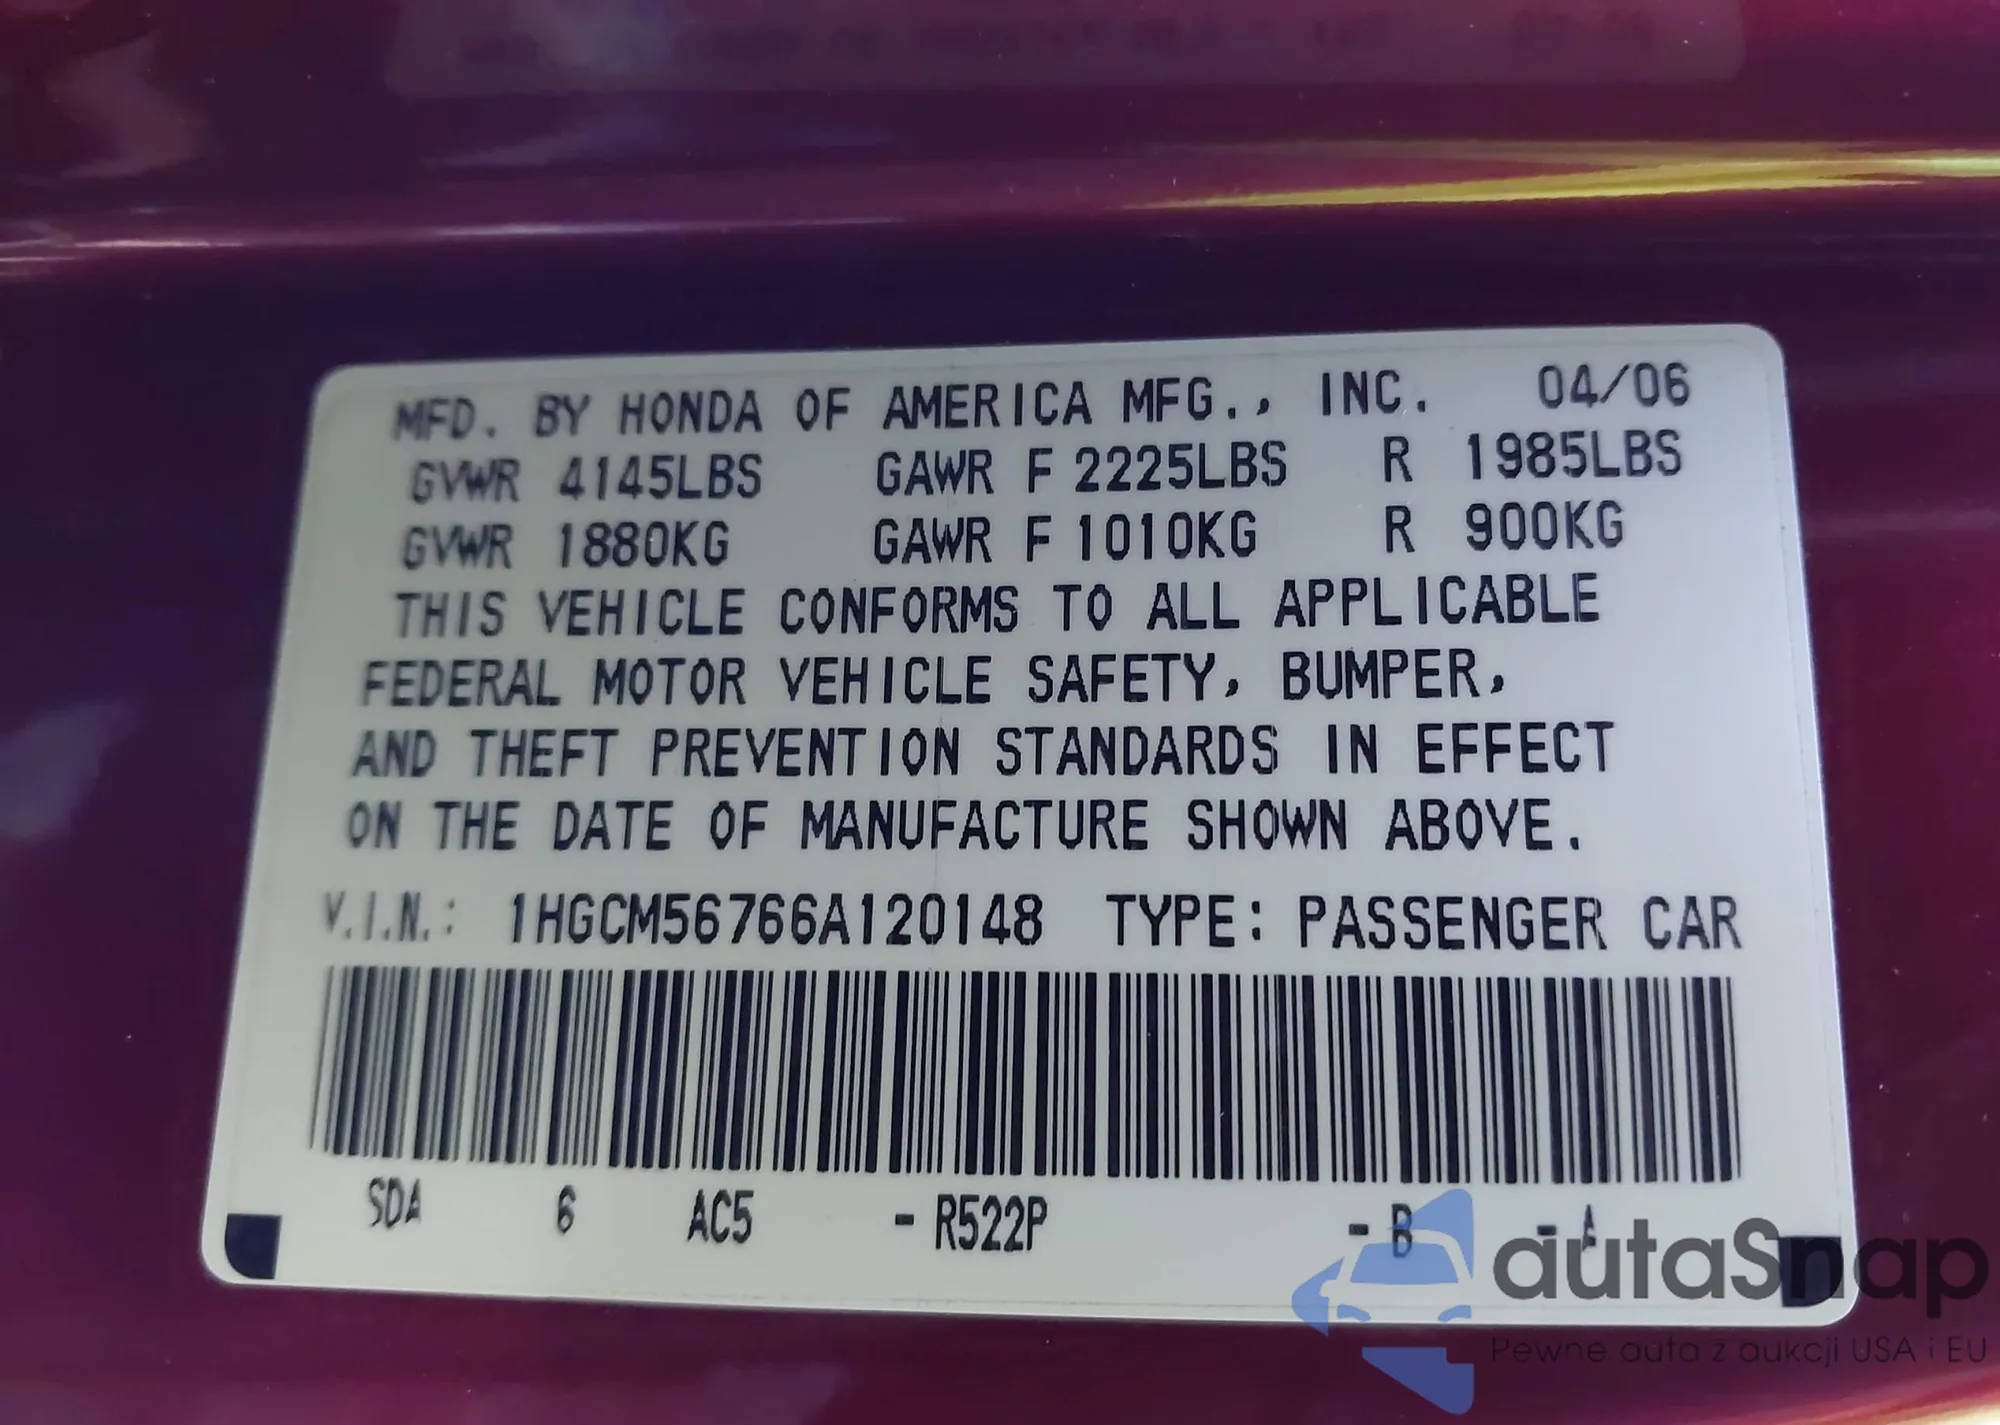 MFD. BY HONDA OF AMERICA MFG., INC. 04/06
GVWR 4145LBS GAWR F 2225LBS R 1985LBS
GVWR 1880KG GAWR F 1010KG R 900KG
THIS VEHICLE CONFORMS TO ALL APPLICABLE
FEDERAL MOTOR VEHICLE SAFETY, BUMPER,
AND THEFT PREVENTION STANDARDS IN EFFECT
ON THE DATE OF MANUFACTURE SHOWN ABOVE.
V.I.N.: 1HGCM56766A120148 TYPE: PASSENGER CAR
SDA 6 AC5 - R522P - B - A
autaSnap
Pewne auta z aukcji USA i EU